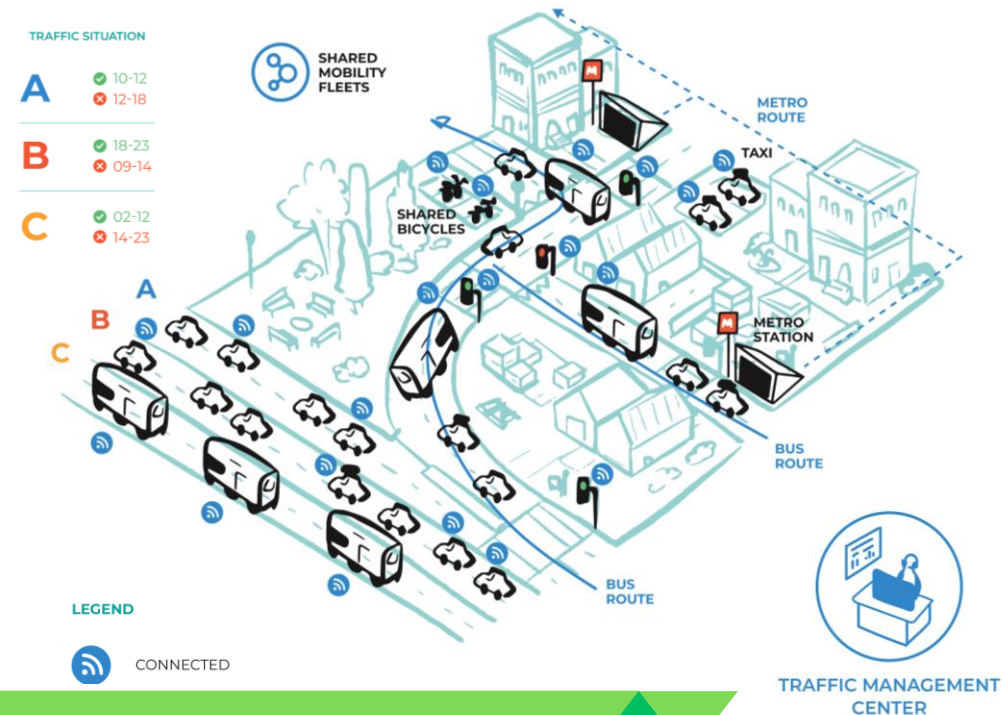 TRAFFIC SITUATION
A
10-12
12-18
B
18-23
09-14
C
02-12
14-23
SHARED
MOBILITY
FLEETS
M
METRO
ROUTE
TAXI
SHARED
BICYCLES
M
METRO
STATION
A
B
C
BUS
ROUTE
BUS
ROUTE
LEGEND
CONNECTED
TRAFFIC MANAGEMENT
CENTER